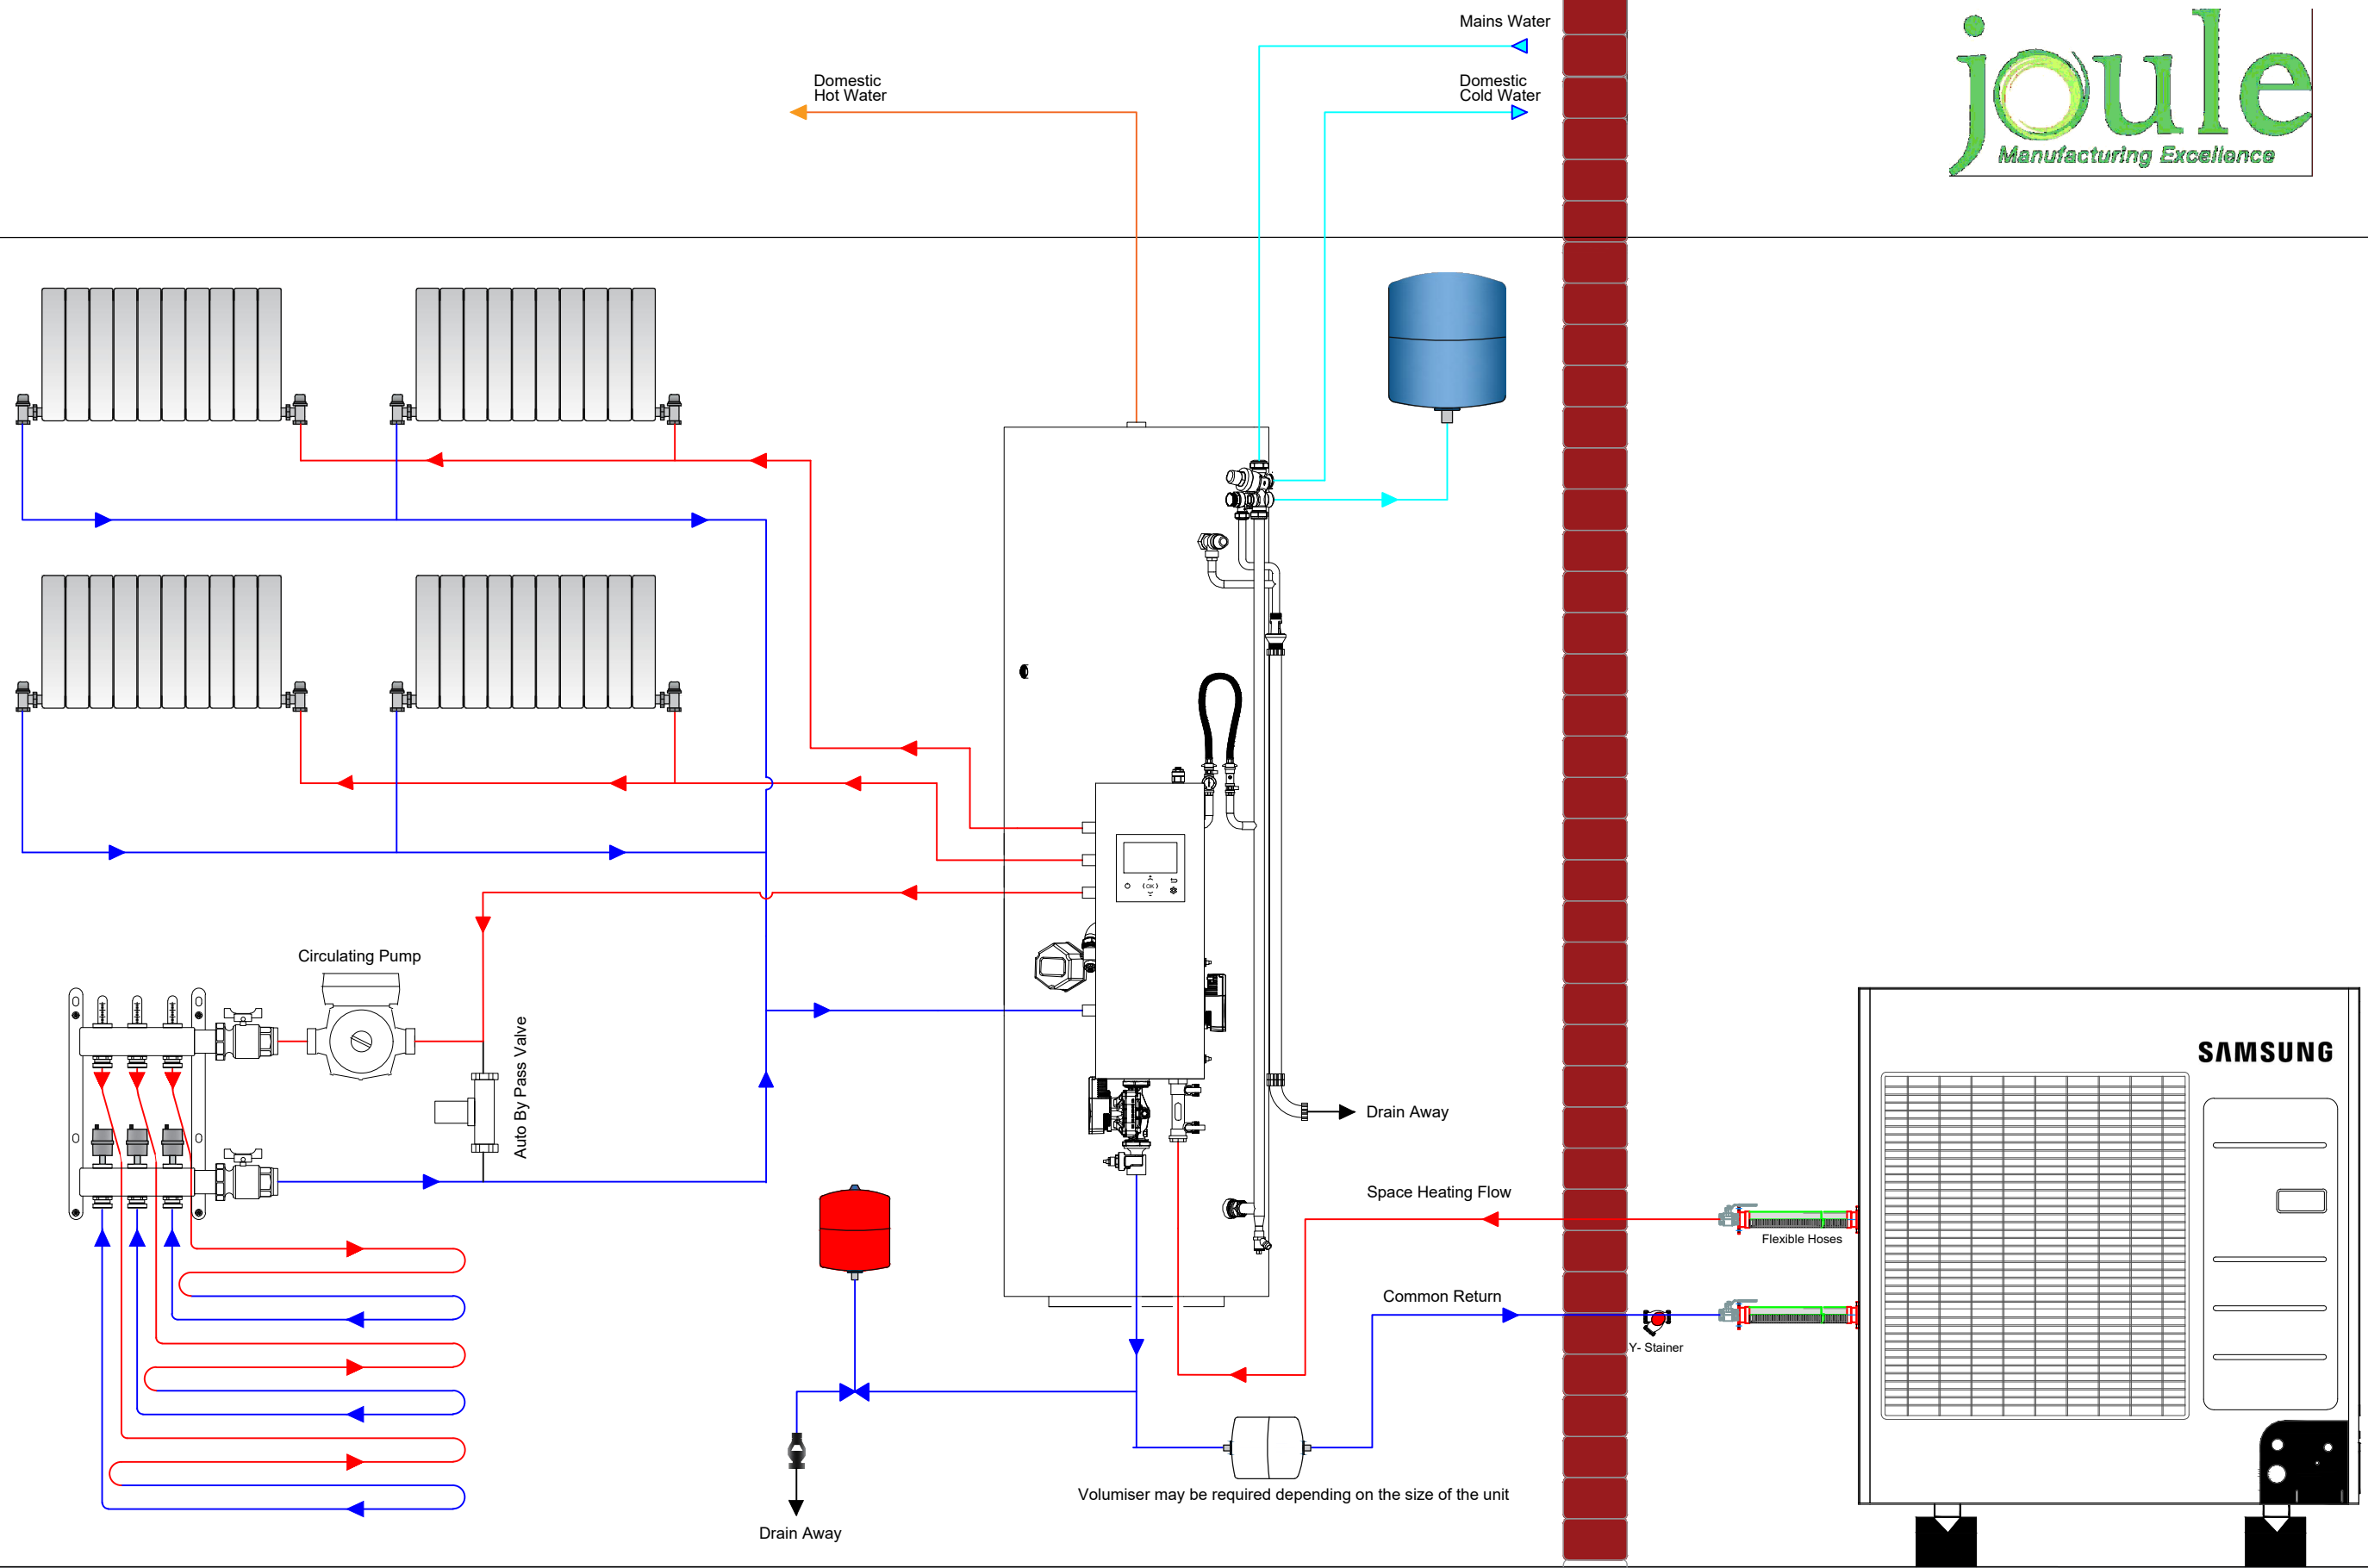 Mains Water
Domestic
Hot Water
Domestic
Cold Water
joule
Manufacturing Excellence
OK
Circulating Pump
Auto By Pass Valve
SAMSUNG
Drain Away
Space Heating Flow
Flexible Hoses
Common Return
Y- Stainer
Volumiser may be required depending on the size of the unit
Drain Away